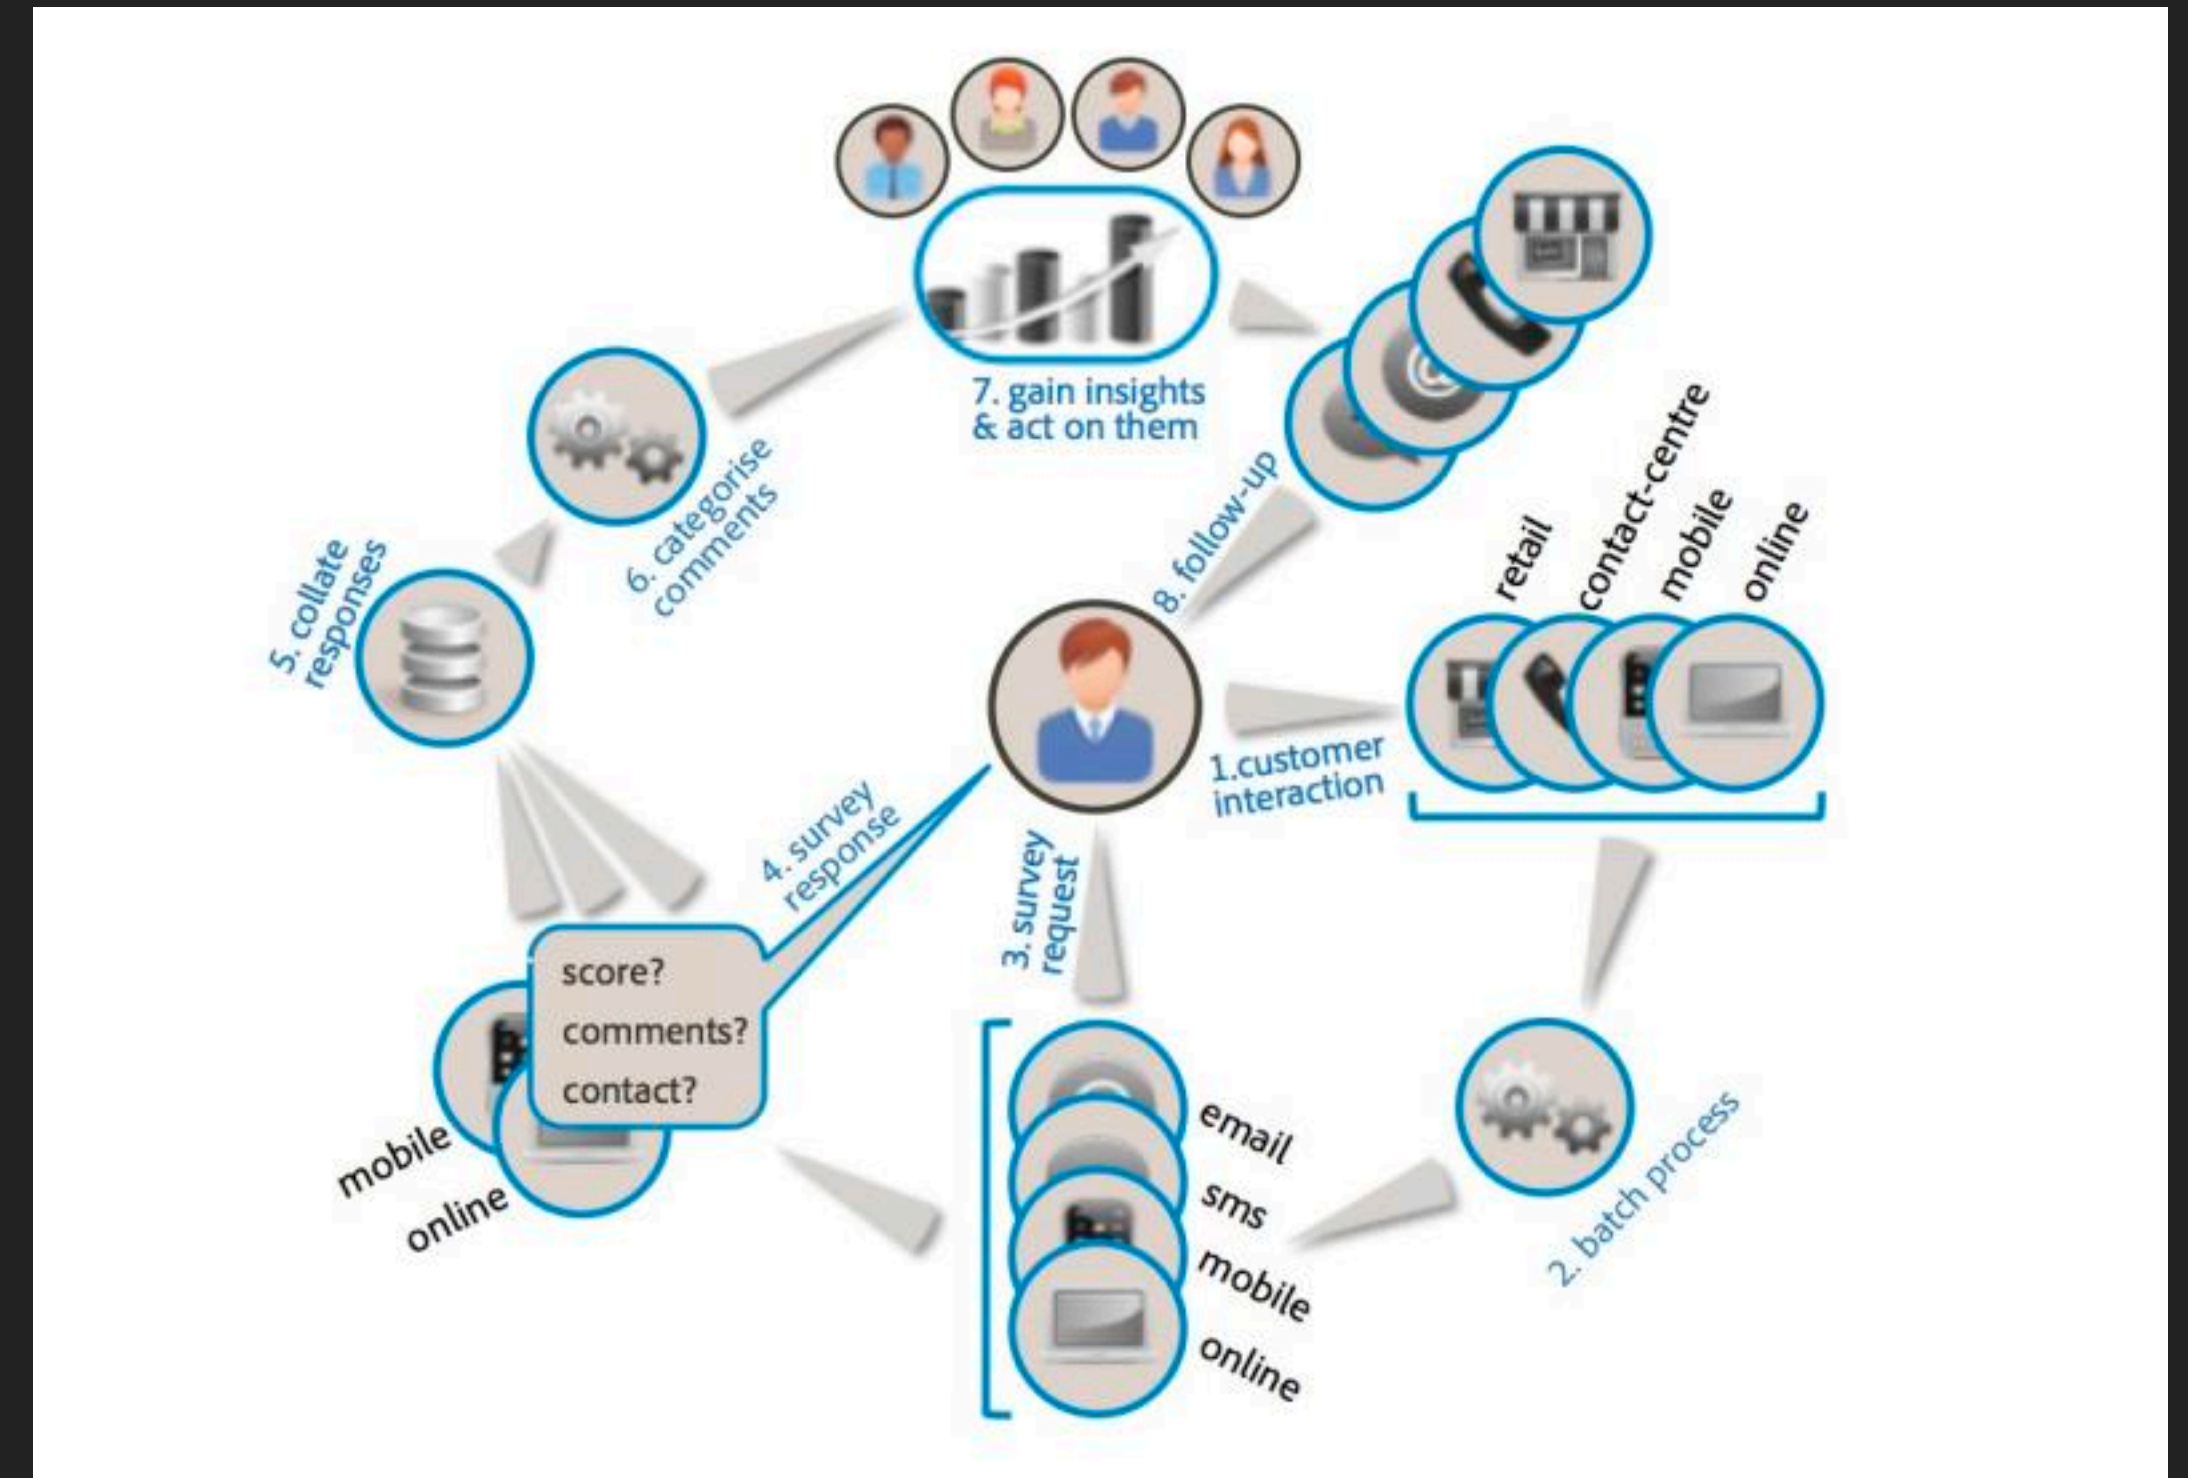 7. gain insights
& act on them
8. follow-up
retail
contact-centre
mobile
online
1.customer
interaction
2. batch process
email
sms
mobile
online
3. survey
request
4. survey
response
score?
comments?
contact?
mobile
online
5. collate
responses
6. categorise
comments